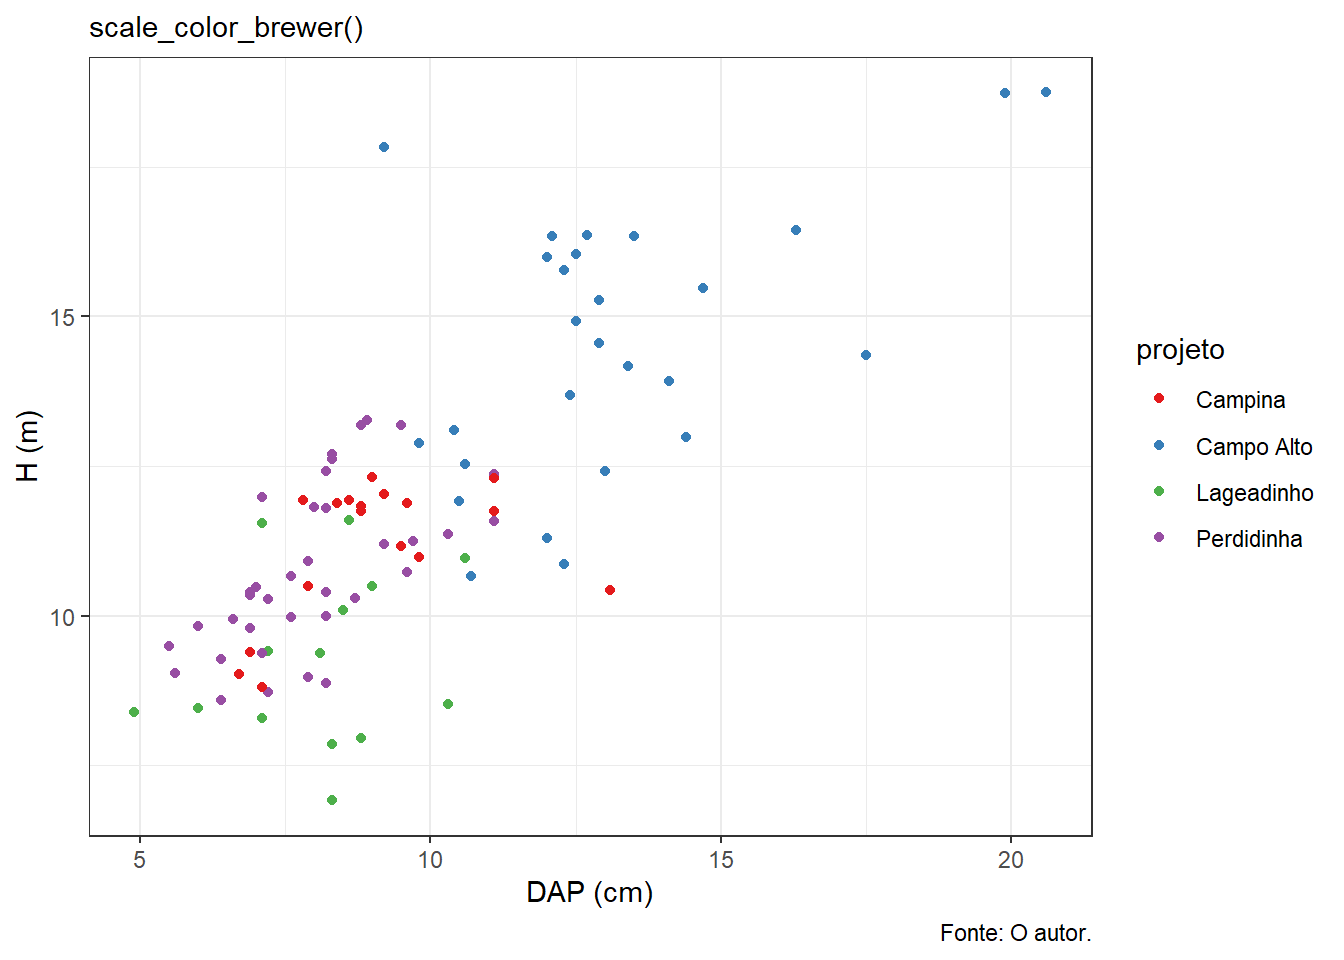 scale_color_brewer()
H (m)
15
10
5
10
15
20
DAP (cm)
projeto
Campina
Campo Alto
Lageadinho
Perdidinha
Fonte: O autor.